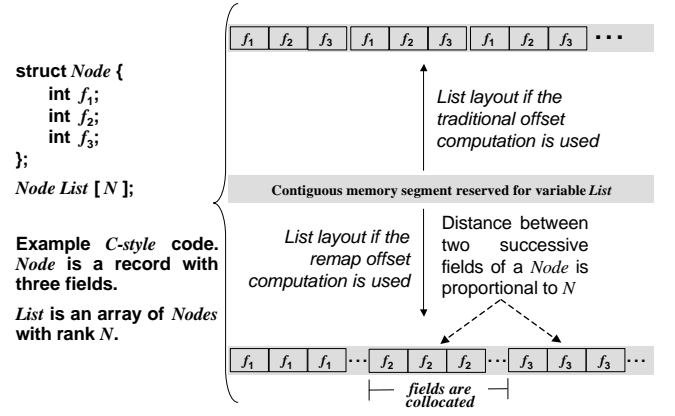 f1 f2 f3 f1 f2 f3 f1 f2 f3 ...
struct Node {
int f1;
int f2;
int f3;
};
Node List [ N ];
Example C-style code.
Node is a record with
three fields.
List is an array of Nodes
with rank N.
List layout if the
traditional offset
computation is used
Contiguous memory segment reserved for variable List
List layout if the
remap offset
computation is used
Distance between
two successive
fields of a Node is
proportional to N
f1 f1 f1 ... f2 f2 f2 ... f3 f3 f3 ...
fields are
collocated